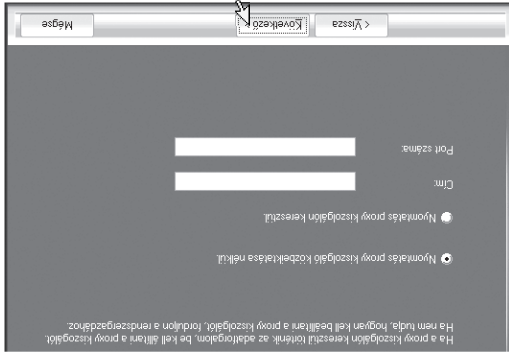 Ha a proxy kiszolgálón keresztül történik az adatforgalom, be kell állítani a proxy kiszolgálót.
Ha nem tudja, hogyan kell beállítani a proxy kiszolgálót, forduljon a rendszergazdához.
Nyomtatás proxy kiszolgáló közbeiktatása nélkül.
Nyomtatás proxy kiszolgálón keresztül.
Cím:
Port száma:
< Vissza
Következő >
Mégse